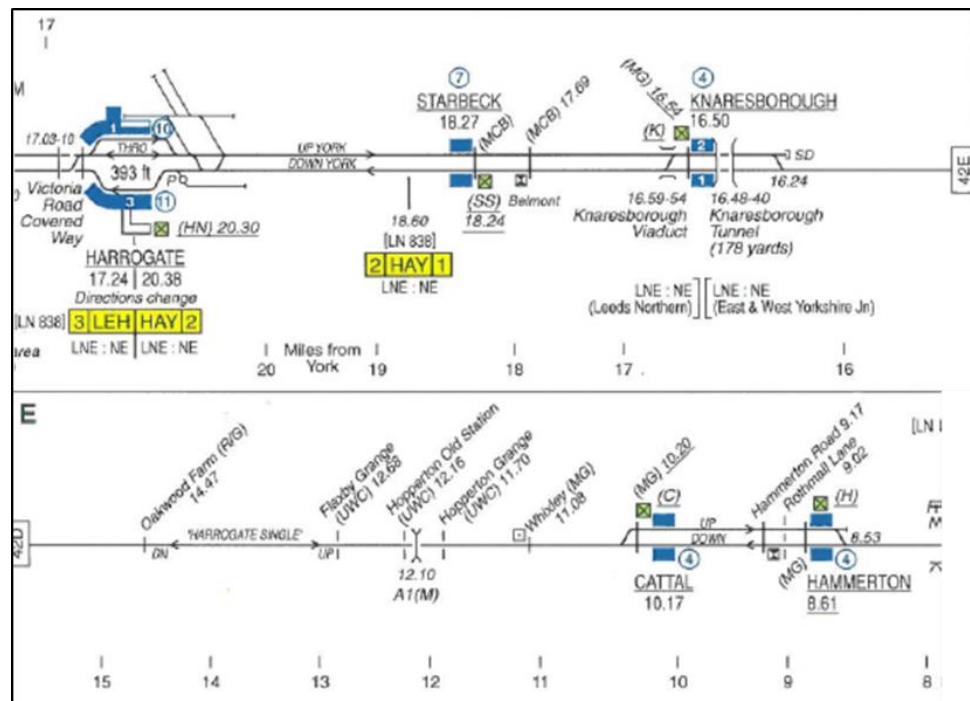 17
M
17.03-10
1
10
THRO
393 ft
P
3
11
Victoria
Road
Covered
Way
(HN) 20.30
HARROGATE
17.24 | 20.38
Directions change
[LN 838] 3 LEH HAY 2
area
LNE : NE | LNE : NE
UP YORK
DOWN YORK
7
STARBECK
18.27
(MCB)
(SS)
18.24
(MCB) 17.69
Belmont
18.60
[LN 838]
2 HAY 1
LNE : NE
(MG) 16.54
(K)
4
KNARESBOROUGH
16.50
2
1
SD
16.24
42E
16.59-54
Knaresborough
Viaduct
16.48-40
Knaresborough
Tunnel
(178 yards)
LNE : NE
(Leeds Northern)
LNE : NE
(East & West Yorkshire Jn)
20
Miles from
York
19
18
17
16
E
42D
Oakwood Farm (R/G)
14.47
DN
'HARROGATE SINGLE'
UP
Flaxby Grange
(UWC) 12.68
Hopperton Old Station
(UWC) 12.16
Hopperton Grange
(UWC) 11.70
12.10
A1(M)
Whixley (MG)
11.08
(MG) 10.20
(C)
UP
DOWN
4
CATTAL
10.17
Hammerton Road 9.17
Rothmail Lane
9.02
(H)
(MG)
4
HAMMERTON
8.61
8.53
15
14
13
12
11
10
9
8